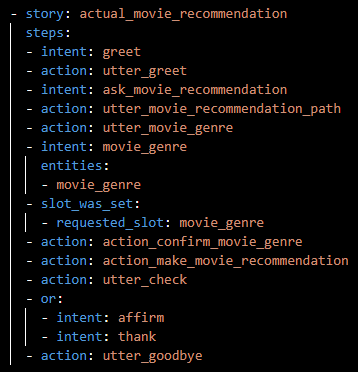 - story: actual_movie_recommendation
steps:
- intent: greet
- action: utter_greet
- intent: ask_movie_recommendation
- action: utter_movie_recommendation_path
- action: utter_movie_genre
- intent: movie_genre
entities:
- movie_genre
- slot_was_set:
- requested_slot: movie_genre
- action: action_confirm_movie_genre
- action: action_make_movie_recommendation
- action: utter_check
- or:
- intent: affirm
- intent: thank
- action: utter_goodbye